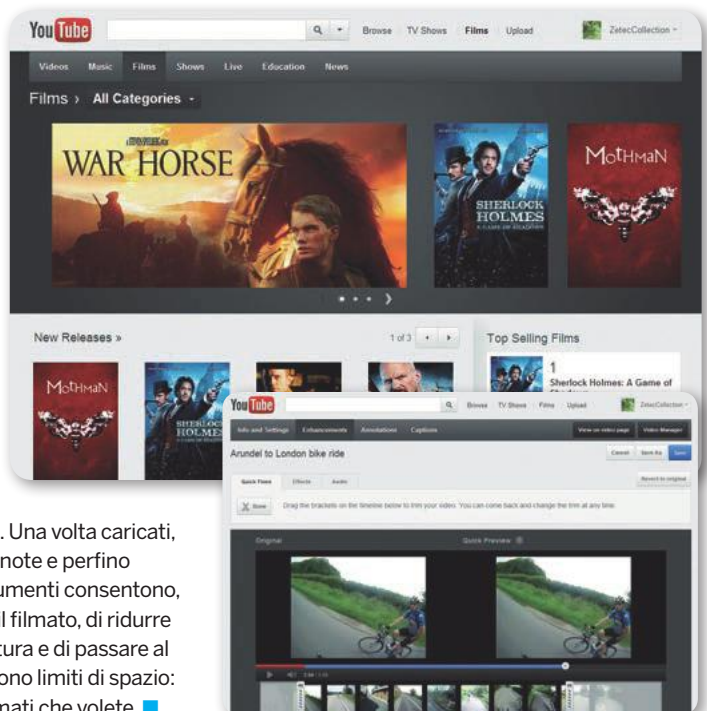 YouTube
Browse TV Shows Films Upload ZetecCollection
Videos Music Films Shows Live Education News
Films › All Categories
WAR HORSE
SHERLOCK HOLMES
A GAME OF SHADOWS
MOTHMAN
New Releases »
1 of 3
Top Selling Films
MOTHMAN
SHERLOCK
HOLMES
1
Sherlock Holmes: A Game of
YouTube
Browse TV Shows Films Upload ZetecCollection
Info and Settings Enhancements Annotations Captions View on video page Video Manager
Arundel to London bike ride
Cancel Save As Save
Quick Fixes Effects Audio
Revert to original
Drag the brackets on the timeline below to trim your video. You can come back and change the trim at any time.
Original Quick Preview
. Una volta caricati,
note e perfino
umenti consentono,
il filmato, di ridurre
tura e di passare al
ono limiti di spazio:
mati che volete.